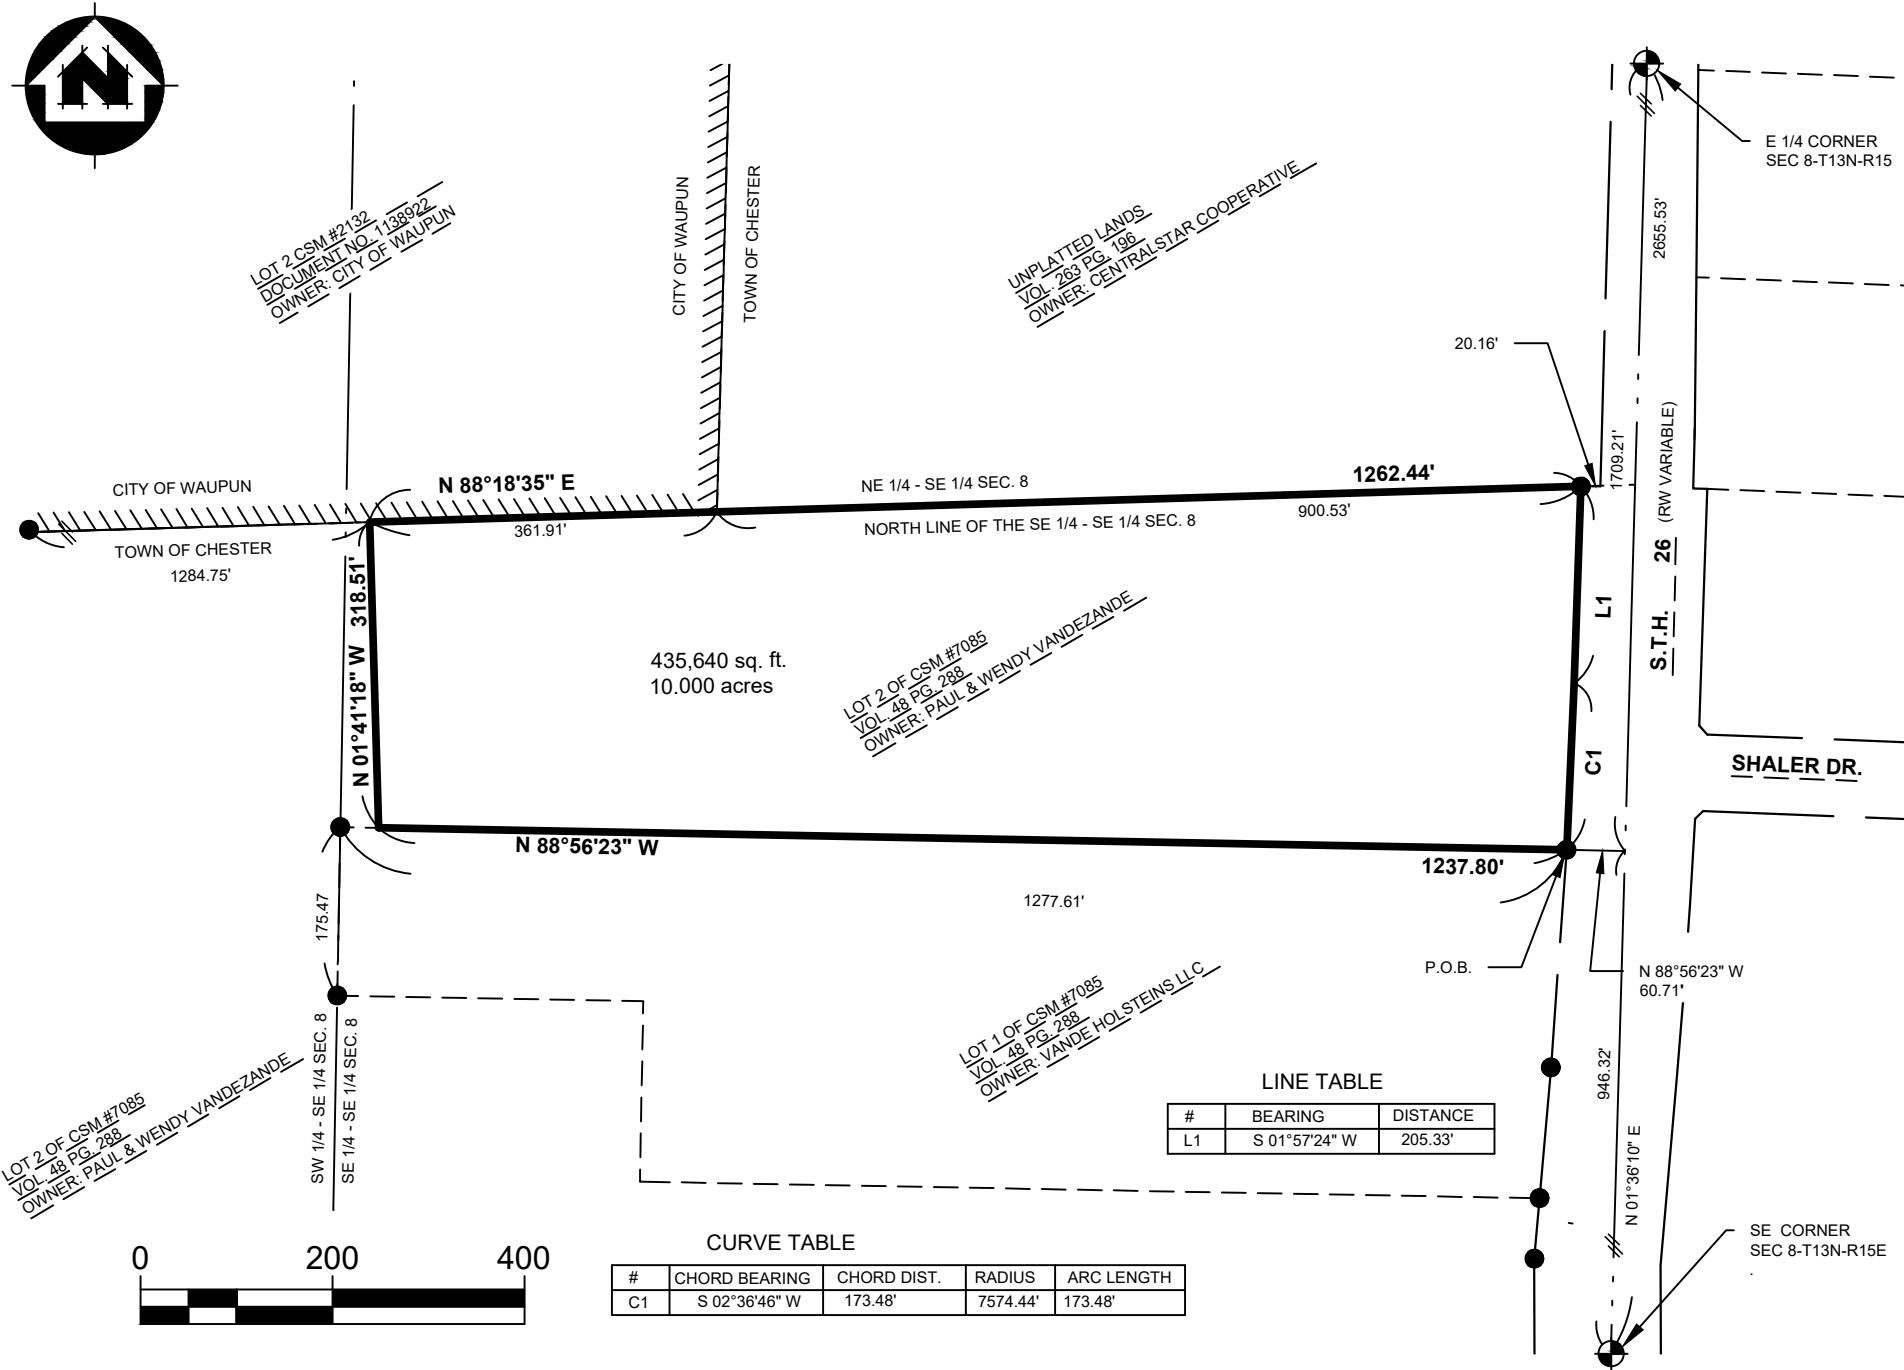 N
E 1/4 CORNER
SEC 8-T13N-R15
2655.53'
LOT 2 CSM #2132
DOCUMENT NO. 1138922
OWNER: CITY OF WAUPUN
CITY OF WAUPUN
TOWN OF CHESTER
UNPLATTED LANDS
VOL. 263 PG. 196
OWNER: CENTRALSTAR COOPERATIVE
20.16'
1709.21'
S.T.H. 26 (RW VARIABLE)
CITY OF WAUPUN
TOWN OF CHESTER
1284.75'
N 88°18'35" E
361.91'
NE 1/4 - SE 1/4 SEC. 8
NORTH LINE OF THE SE 1/4 - SE 1/4 SEC. 8
1262.44'
900.53'
N 01°41'18" W 318.51'
435,640 sq. ft.
10.000 acres
LOT 2 OF CSM #7085
VOL. 48 PG. 288
OWNER: PAUL & WENDY VANDEZANDE
L1
C1
SHALER DR.
N 88°56'23" W
1237.80'
1277.61'
175.47
P.O.B.
N 88°56'23" W
60.71'
LOT 1 OF CSM #7085
VOL. 48 PG. 288
OWNER: VANDE HOLSTEINS LLC
SW 1/4 - SE 1/4 SEC. 8
SE 1/4 - SE 1/4 SEC. 8
LOT 2 OF CSM #7085
VOL. 48 PG. 288
OWNER: PAUL & WENDY VANDEZANDE
946.32'
N 01°36'10" E
LINE TABLE
# BEARING DISTANCE
L1 S 01°57'24" W 205.33'
SE CORNER
SEC 8-T13N-R15E
0 200 400
CURVE TABLE
# CHORD BEARING CHORD DIST. RADIUS ARC LENGTH
C1 S 02°36'46" W 173.48' 7574.44' 173.48'